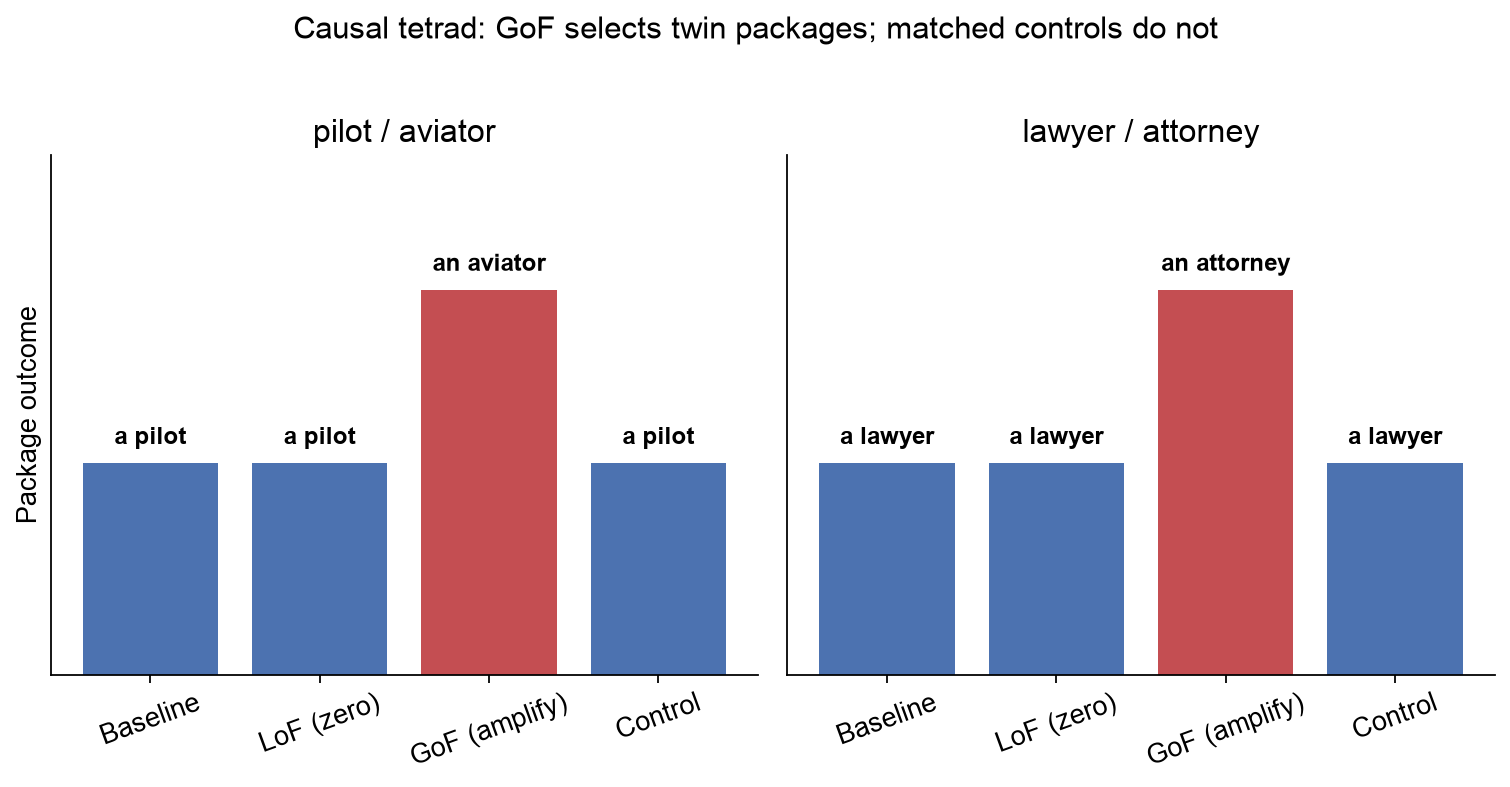 Causal tetrad: GoF selects twin packages; matched controls do not
pilot / aviator
Package outcome
a pilot
a pilot
an aviator
a pilot
Baseline
LoF (zero)
GoF (amplify)
Control
lawyer / attorney
a lawyer
a lawyer
an attorney
a lawyer
Baseline
LoF (zero)
GoF (amplify)
Control